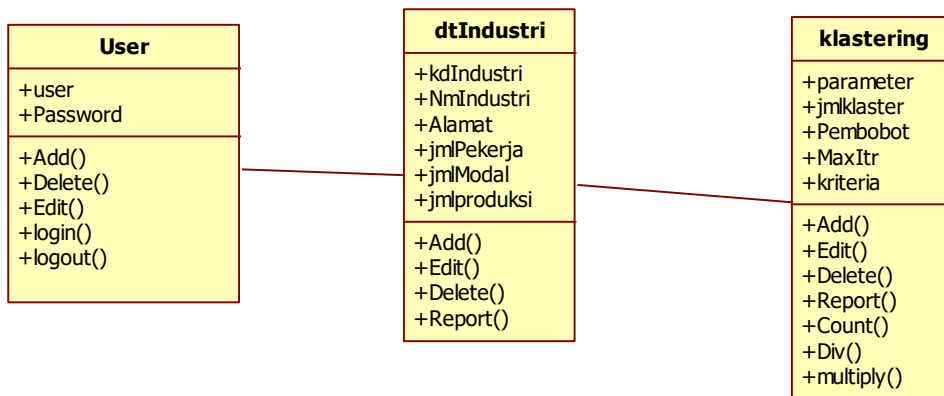 User
+user
+Password
+Add()
+Delete()
+Edit()
+login()
+logout()
dtIndustri
+kdIndustri
+NmIndustri
+Alamat
+jmlPekerja
+jmlModal
+jmlproduksi
+Add()
+Edit()
+Delete()
+Report()
klastering
+parameter
+jmlklaster
+Pembobot
+MaxItr
+kriteria
+Add()
+Edit()
+Delete()
+Report()
+Count()
+Div()
+multiply()